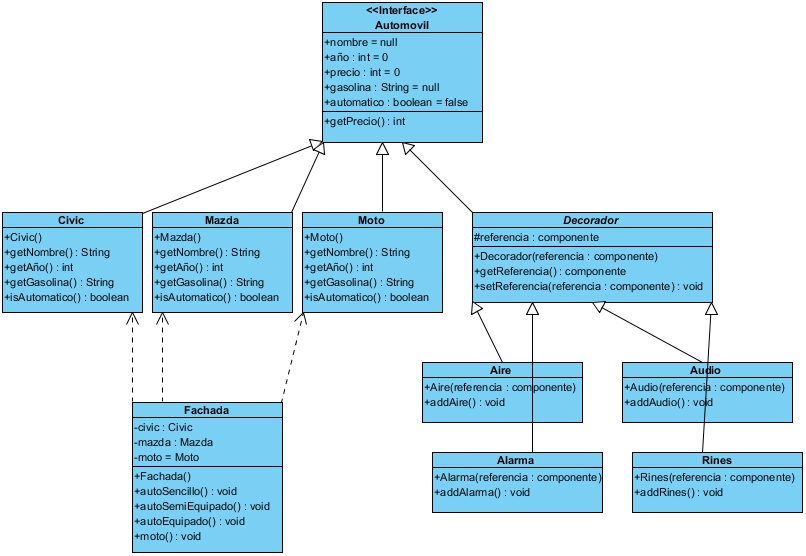 <<Interface>>
Automovil
+nombre = null
+año : int = 0
+precio : int = 0
+gasolina : String = null
+automatico : boolean = false
+getPrecio() : int
Civic
+Civic()
+getNombre() : String
+getAño() : int
+getGasolina() : String
+isAutomatico() : boolean
Mazda
+Mazda()
+getNombre() : String
+getAño() : int
+getGasolina() : String
+isAutomatico() : boolean
Moto
+Moto()
+getNombre() : String
+getAño() : int
+getGasolina() : String
+isAutomatico() : boolean
Decorador
#referencia : componente
+Decorador(referencia : componente)
+getReferencia() : componente
+setReferencia(referencia : componente) : void
Aire
+Aire(referencia : componente)
+addAire() : void
Audio
+Audio(referencia : componente)
+addAudio() : void
Fachada
-civic : Civic
-mazda : Mazda
-moto = Moto
+Fachada()
+autoSencillo() : void
+autoSemiEquipado() : void
+autoEquipado() : void
+moto() : void
Alarma
+Alarma(referencia : componente)
+addAlarma() : void
Rines
+Rines(referencia : componente)
+addRines() : void